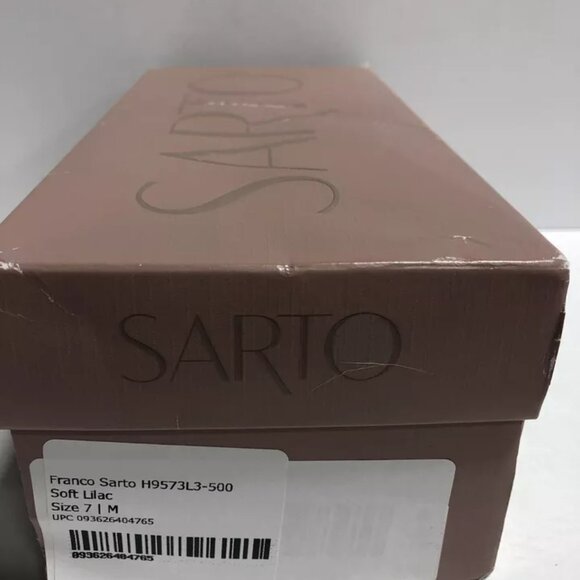 SARTO
SARTO
Franco Sarto H9573L3-500
Soft Lilac
Size 7 | M
UPC 093626404765
093626404765